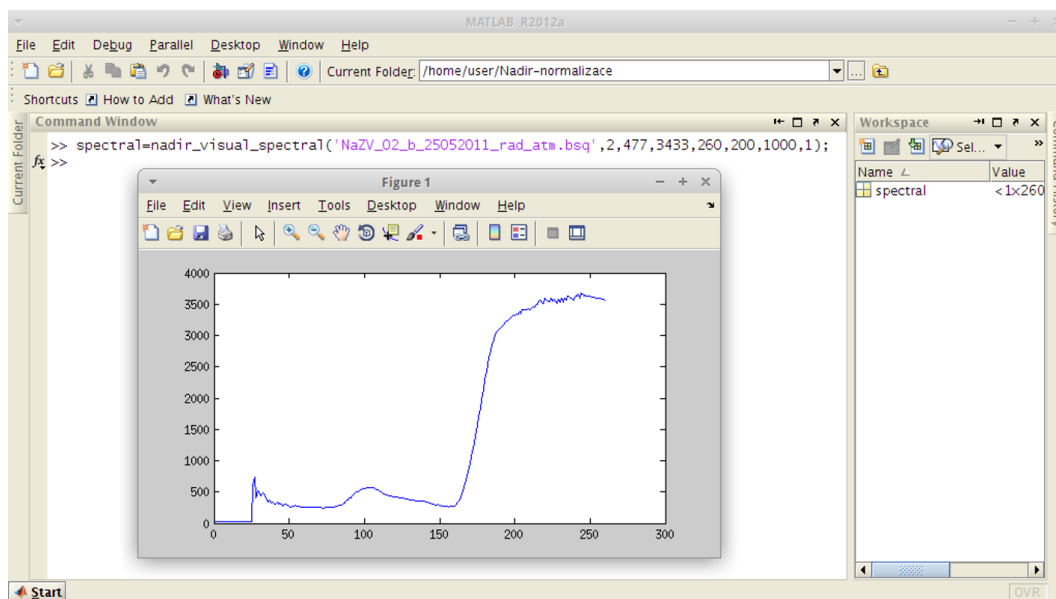 MATLAB R2012a
File Edit Debug Parallel Desktop Window Help
Current Folder: /home/user/Nadir-normalizace
Shortcuts How to Add What's New
Current Folder
Command Window
>> spectral=nadir_visual_spectral('NaZV_02_b_25052011_rad_atm.bsq',2,477,3433,260,200,1000,1);
fx >>
Figure 1
File Edit View Insert Tools Desktop Window Help
4000
3500
3000
2500
2000
1500
1000
500
0
0 50 100 150 200 250 300
Workspace
Sel...
Name Value
spectral <1x260
Start
OVR